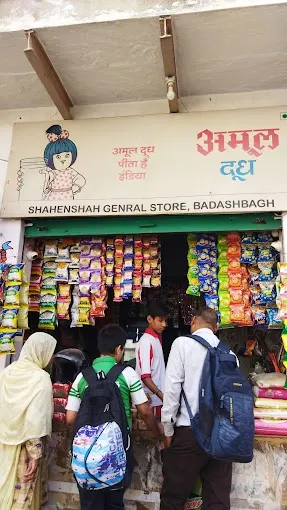 अमूल दूध
पीता है
इंडिया
अमूल
दूध
SHAHENSHAH GENRAL STORE, BADASHBAGH